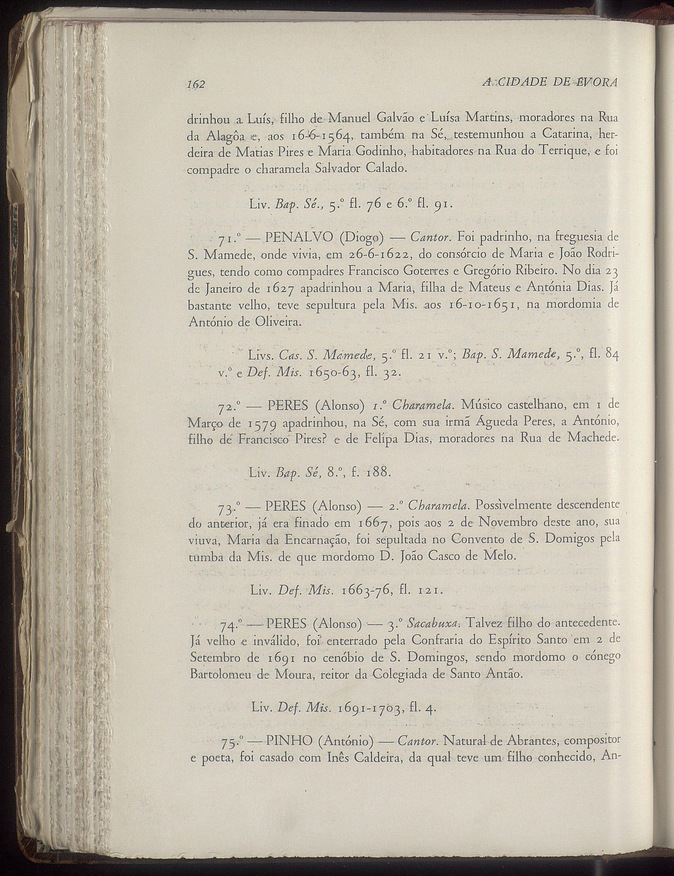 162 A CIDADE DE ÉVORA
drinhou a Luís, filho de Manuel Galvão e Luísa Martins, moradores na Rua
da Alagôa e, aos 16-6-1564, também na Sé, testemunhou a Catarina, her-
deira de Matias Pires e Maria Godinho, habitadores na Rua do Terrique, e foi
compadre o charamela Salvador Calado.
Liv. Bap. Sé., 5.º fl. 76 e 6.º fl. 91.
71.º — PENALVO (Diogo) — Cantor. Foi padrinho, na freguesia de
S. Mamede, onde vivia, em 26-6-1622, do consórcio de Maria e João Rodri-
gues, tendo como compadres Francisco Goterres e Gregório Ribeiro. No dia 23
de Janeiro de 1627 apadrinhou a Maria, filha de Mateus e Antónia Dias. Já
bastante velho, teve sepultura pela Mis. aos 16-10-1651, na mordomia de
António de Oliveira.
Livs. Cas. S. Mamede, 5.º fl. 21 v.º; Bap. S. Mamede, 5.º, fl. 84
v.º e Def. Mis. 1650-63, fl. 32.
72.º — PERES (Alonso) 1.º Charamela. Músico castelhano, em 1 de
Março de 1579 apadrinhou, na Sé, com sua irmã Águeda Peres, a António,
filho de Francisco Pires? e de Felipa Dias, moradores na Rua de Machede.
Liv. Bap. Sé, 8.º, f. 188.
73.º — PERES (Alonso) — 2.º Charamela. Possìvelmente descendente
do anterior, já era finado em 1667, pois aos 2 de Novembro deste ano, sua
viuva, Maria da Encarnação, foi sepultada no Convento de S. Domigos pela
tumba da Mis. de que mordomo D. João Casco de Melo.
Liv. Def. Mis. 1663-76, fl. 121.
74.º — PERES (Alonso) — 3.º Sacabuxa. Talvez filho do antecedente.
Já velho e inválido, foi enterrado pela Confraria do Espírito Santo em 2 de
Setembro de 1691 no cenóbio de S. Domingos, sendo mordomo o cónego
Bartolomeu de Moura, reitor da Colegiada de Santo Antão.
Liv. Def. Mis. 1691-1703, fl. 4.
75.º — PINHO (António) — Cantor. Natural de Abrantes, compositor
e poeta, foi casado com Inês Caldeira, da qual teve um filho conhecido, An-